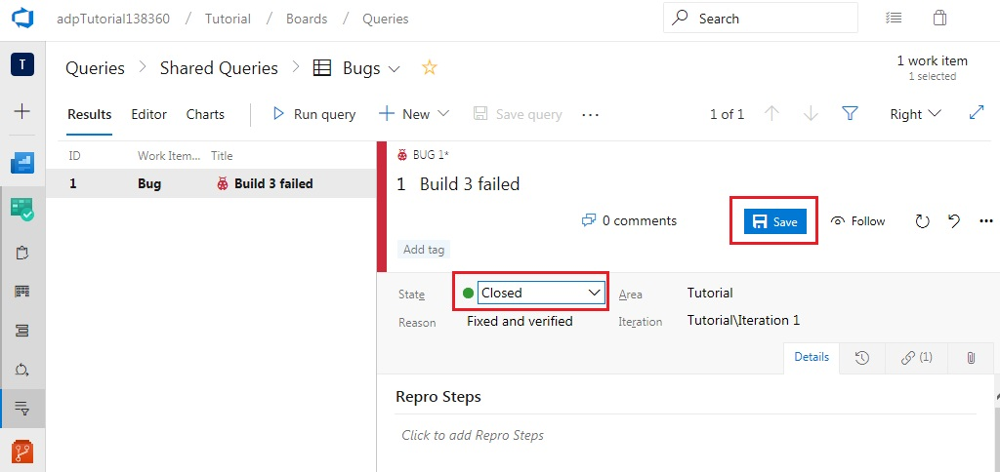 adpTutorial138360 / Tutorial / Boards / Queries
Search
T
Queries > Shared Queries > Bugs
1 work item
1 selected
Results Editor Charts Run query New Save query ... 1 of 1 Right
ID Work Item... Title
1 Bug Build 3 failed
BUG 1*
1 Build 3 failed
0 comments Save Follow ...
Add tag
State Closed Area Tutorial
Reason Fixed and verified Iteration Tutorial\Iteration 1
Details (1)
Repro Steps
Click to add Repro Steps